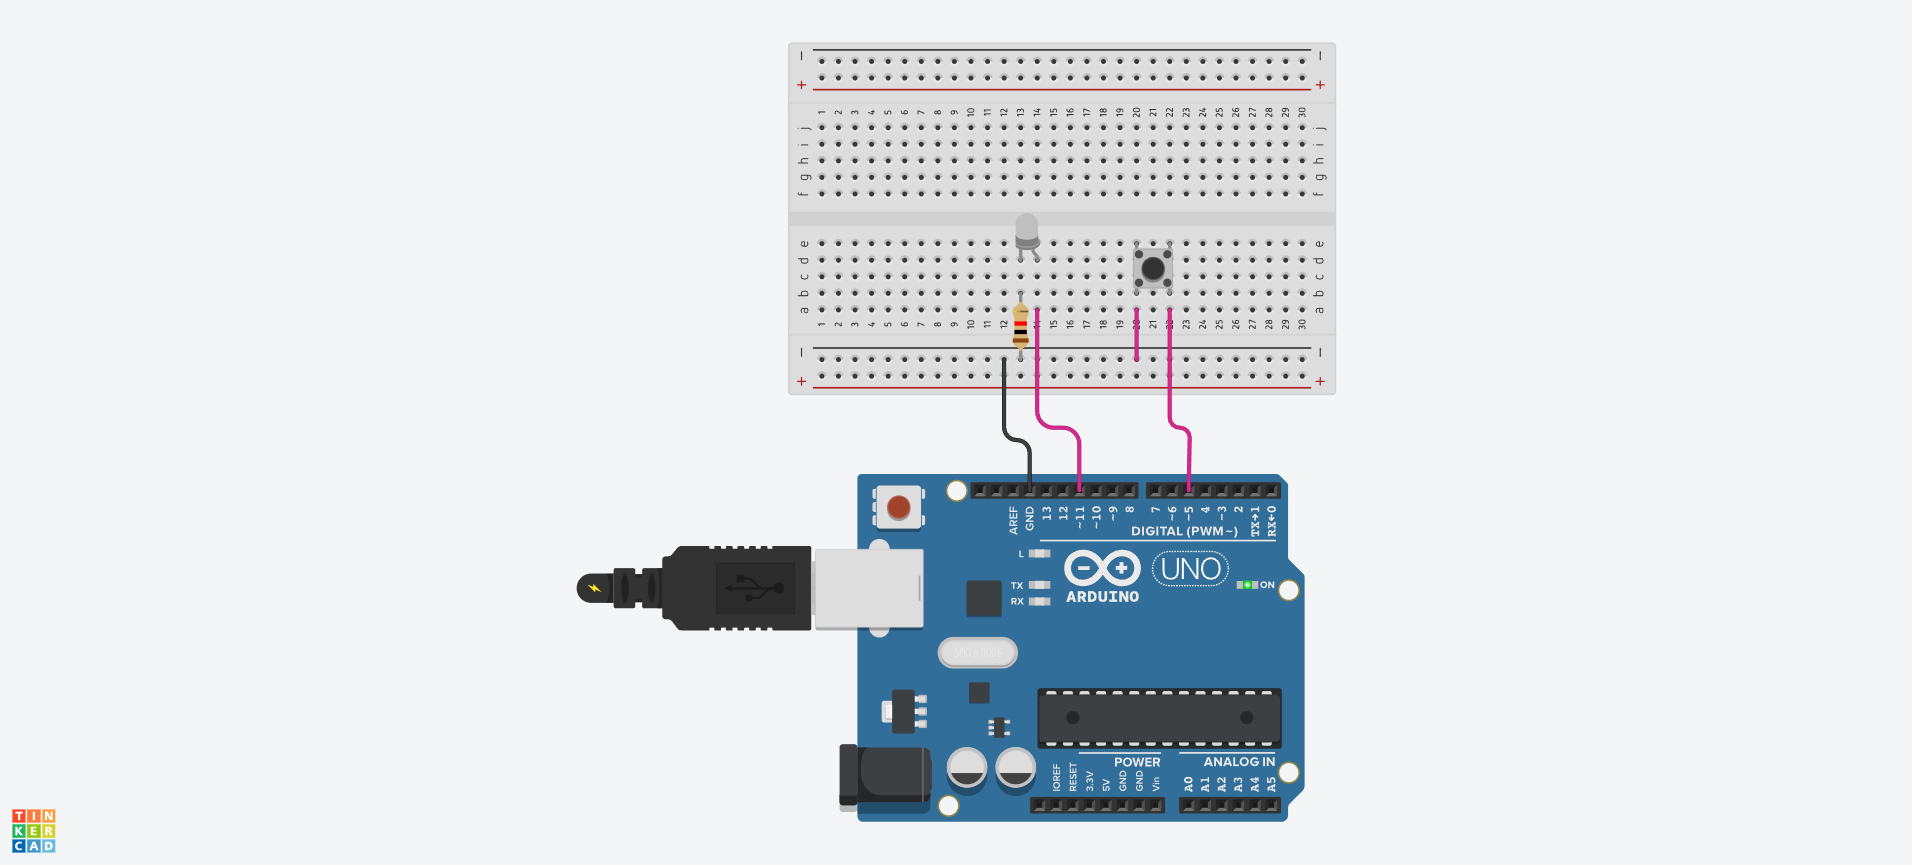 − −
+ +
1 2 3 4 5 6 7 8 9 10 11 12 13 14 15 16 17 18 19 20 21 22 23 24 25 26 27 28 29 30
j j
i i
h h
g g
f f
e e
d d
c c
b b
a a
1 2 3 4 5 6 7 8 9 10 11 12 13 15 16 17 18 19 21 23 24 25 26 27 28 29 30
− −
+ +
AREF GND 13 12 ~11 ~10 ~9 8 7 ~6 ~5 4 ~3 2 TX→1 RX←0
DIGITAL (PWM ~)
L
TX
RX
UNO
ARDUINO
ON
POWER
ANALOG IN
IOREF RESET 3.3V 5V GND GND Vin A0 A1 A2 A3 A4 A5
TIN
KER
CAD